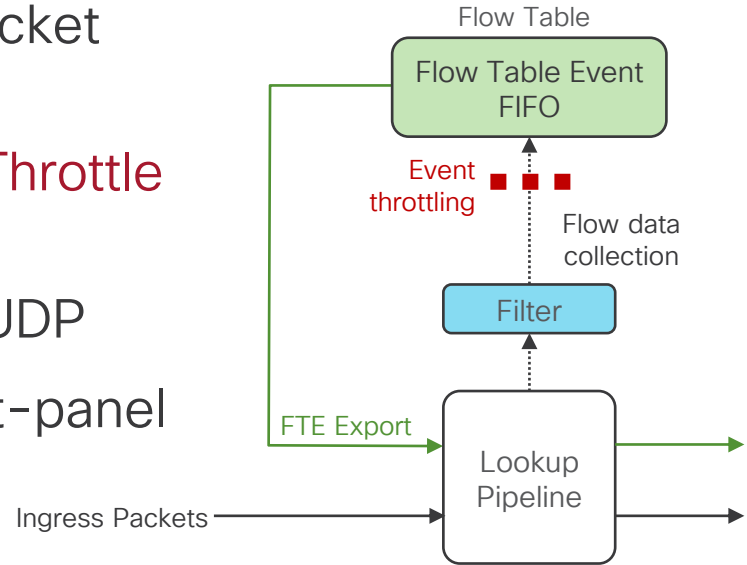 Flow Table
Flow Table Event
FIFO
Throttle
Event
throttling
Flow data
collection
UDP
Filter
-panel
FTE Export
Lookup
Pipeline
Ingress Packets